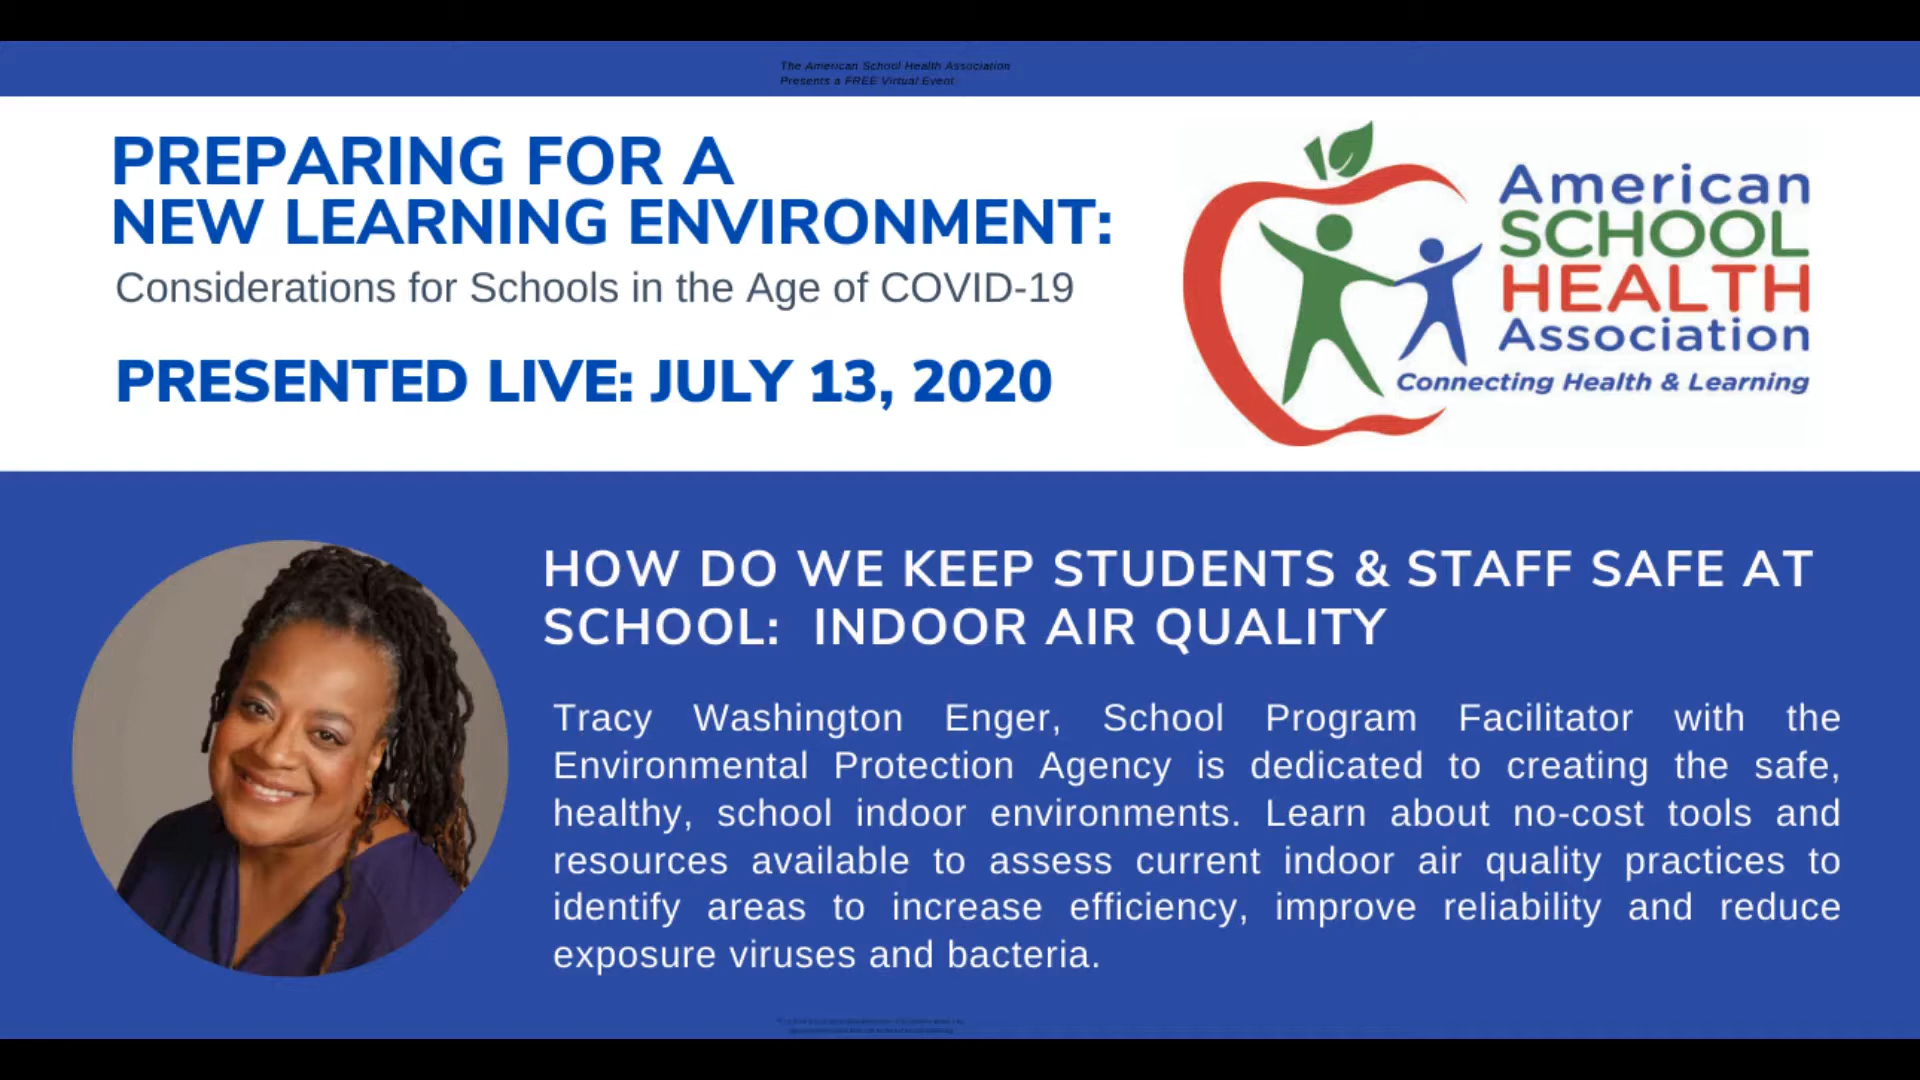 The American School Health Association
Presents a FREE Virtual Event
PREPARING FOR A
NEW LEARNING ENVIRONMENT:
Considerations for Schools in the Age of COVID-19
PRESENTED LIVE: JULY 13, 2020
American
SCHOOL
HEALTH
Association
Connecting Health & Learning
HOW DO WE KEEP STUDENTS & STAFF SAFE AT
SCHOOL: INDOOR AIR QUALITY
Tracy Washington Enger, School Program Facilitator with the
Environmental Protection Agency is dedicated to creating the safe,
healthy, school indoor environments. Learn about no-cost tools and
resources available to assess current indoor air quality practices to
identify areas to increase efficiency, improve reliability and reduce
exposure viruses and bacteria.